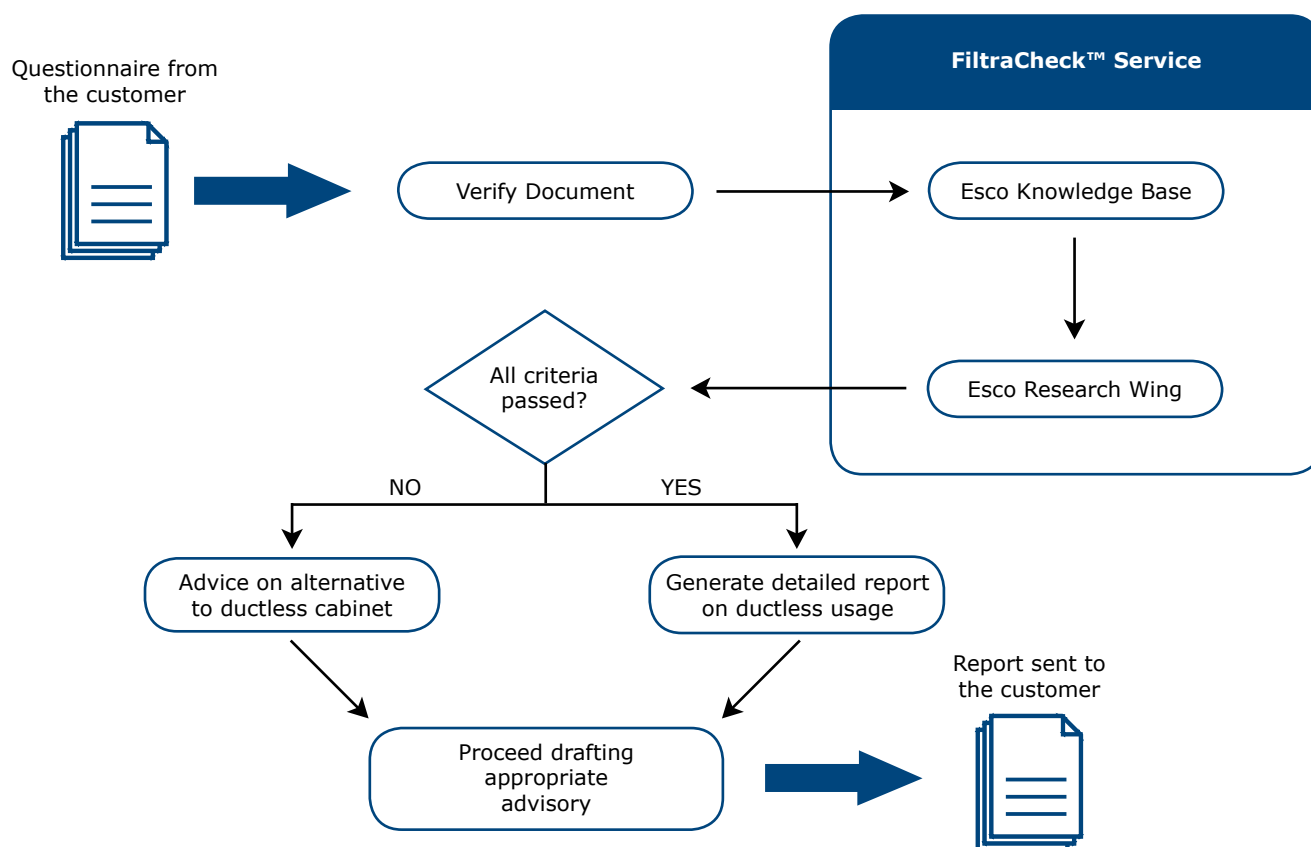 FiltraCheck™ Service
Questionnaire from
the customer
Verify Document
Esco Knowledge Base
All criteria
passed?
Esco Research Wing
NO
YES
Advice on alternative
to ductless cabinet
Generate detailed report
on ductless usage
Report sent to
the customer
Proceed drafting
appropriate
advisory